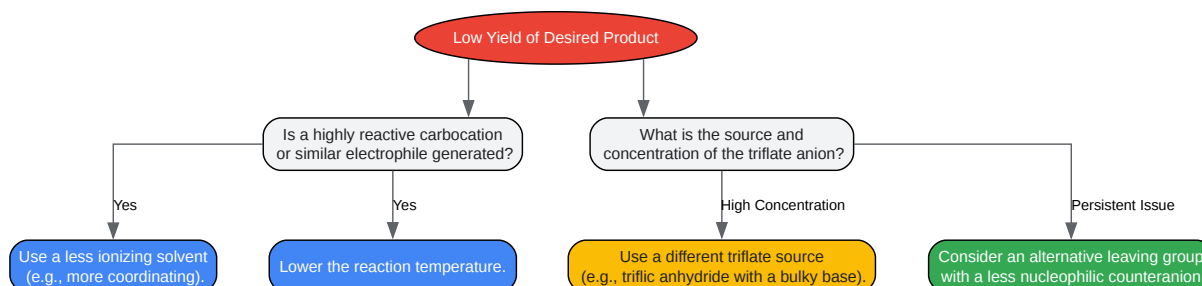 Low Yield of Desired Product
Is a highly reactive carbocation
or similar electrophile generated?
What is the source and
concentration of the triflate anion?
Yes
Yes
High Concentration
Persistent Issue
Use a less ionizing solvent
(e.g., more coordinating).
Lower the reaction temperature.
Use a different triflate source
(e.g., triflic anhydride with a bulky base).
Consider an alternative leaving group
with a less nucleophilic counteranion.